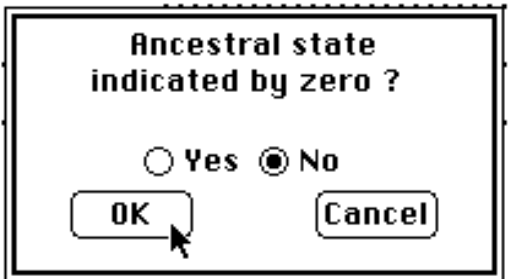 Ancestral state
indicated by zero ?
Yes No
OK Cancel